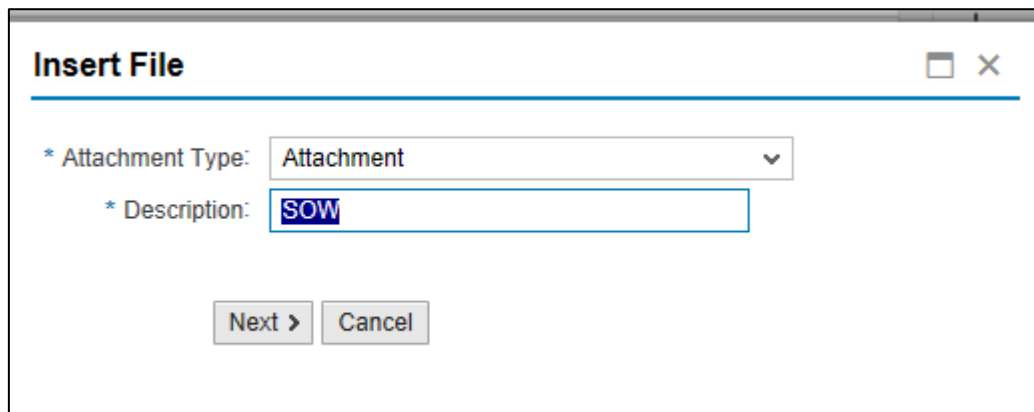 Insert File
* Attachment Type: Attachment
* Description: SOW
Next > Cancel